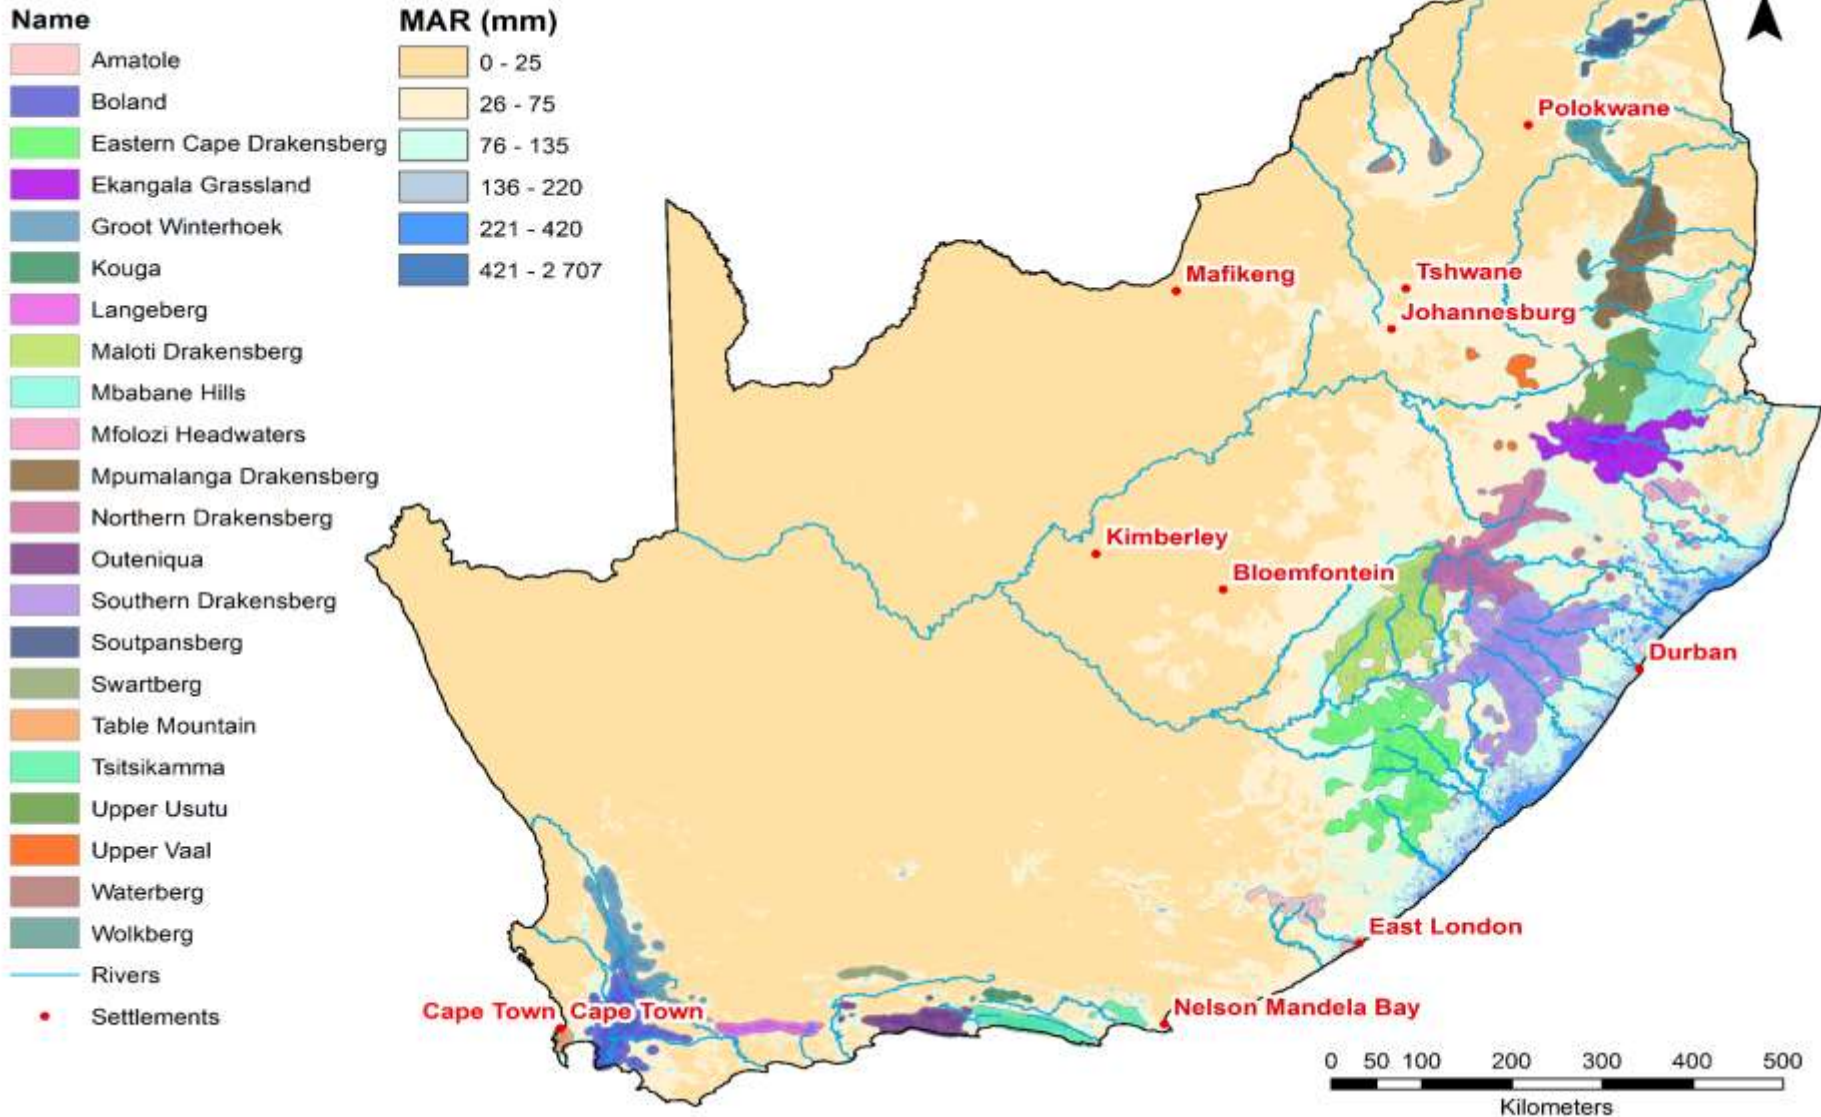 Name
Amatole
Boland
Eastern Cape Drakensberg
Ekangala Grassland
Groot Winterhoek
Kouga
Langeberg
Maloti Drakensberg
Mbabane Hills
Mfolozi Headwaters
Mpumalanga Drakensberg
Northern Drakensberg
Outeniqua
Southern Drakensberg
Soutpansberg
Swartberg
Table Mountain
Tsitsikamma
Upper Usutu
Upper Vaal
Waterberg
Wolkberg
Rivers
Settlements
MAR (mm)
0 - 25
26 - 75
76 - 135
136 - 220
221 - 420
421 - 2 707
Polokwane
Mafikeng
Tshwane
Johannesburg
Kimberley
Bloemfontein
Durban
East London
Cape Town Cape Town
Nelson Mandela Bay
0 50 100 200 300 400 500
Kilometers